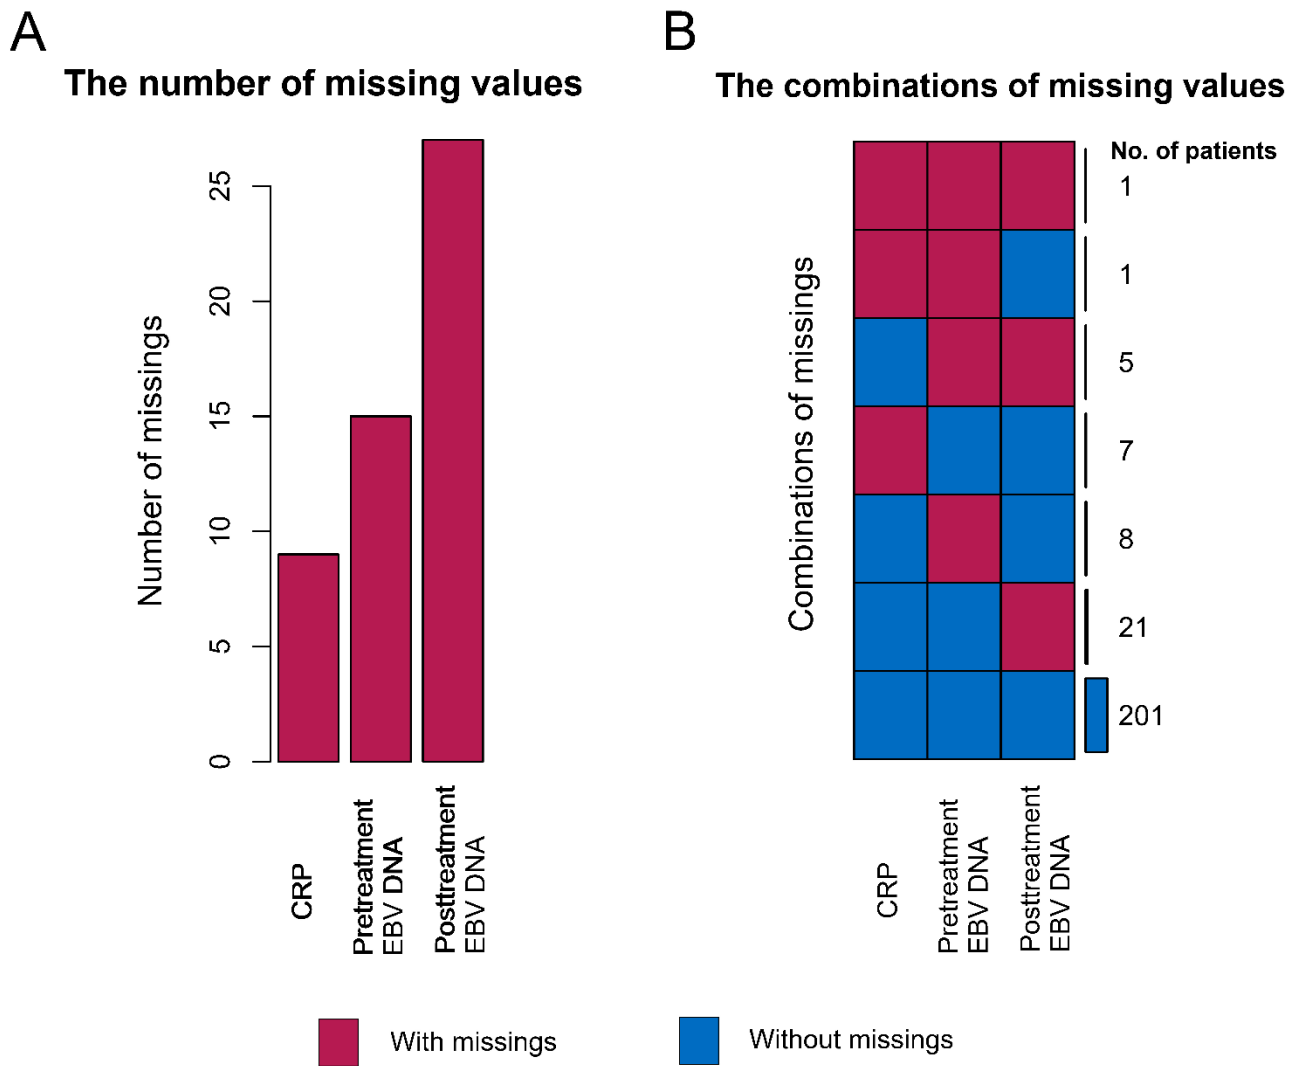 A
The number of missing values
Number of missings
25
20
15
10
5
0
CRP
Pretreatment
EBV DNA
Posttreatment
EBV DNA
B
The combinations of missing values
Combinations of missings
No. of patients
1
1
5
7
8
21
201
CRP
Pretreatment
EBV DNA
Posttreatment
EBV DNA
With missings
Without missings